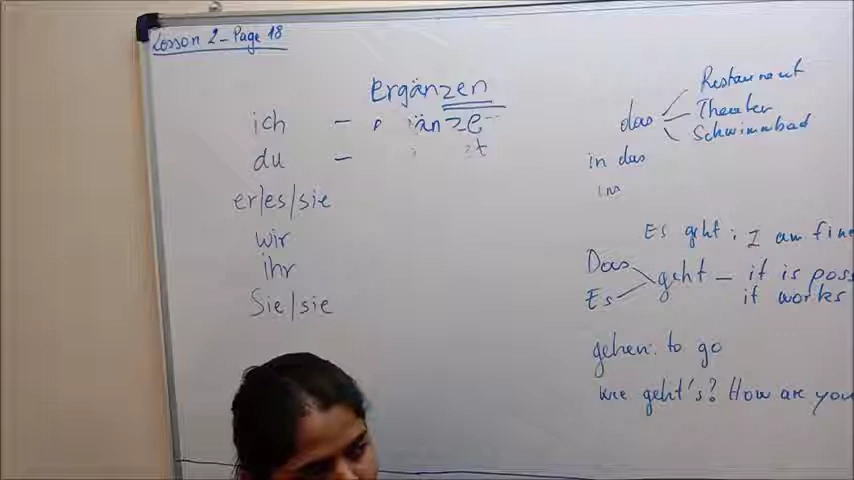 Lesson 2 - Page 18
ergänzen
ich -
du -
er/es/sie
wir
ihr
Sie/sie
das Restaurant
Theater
Schwimmbad
in das
im
Es geht : I am fine
Das
Es geht - it is poss
it works
gehen: to go
wie geht's? How are you